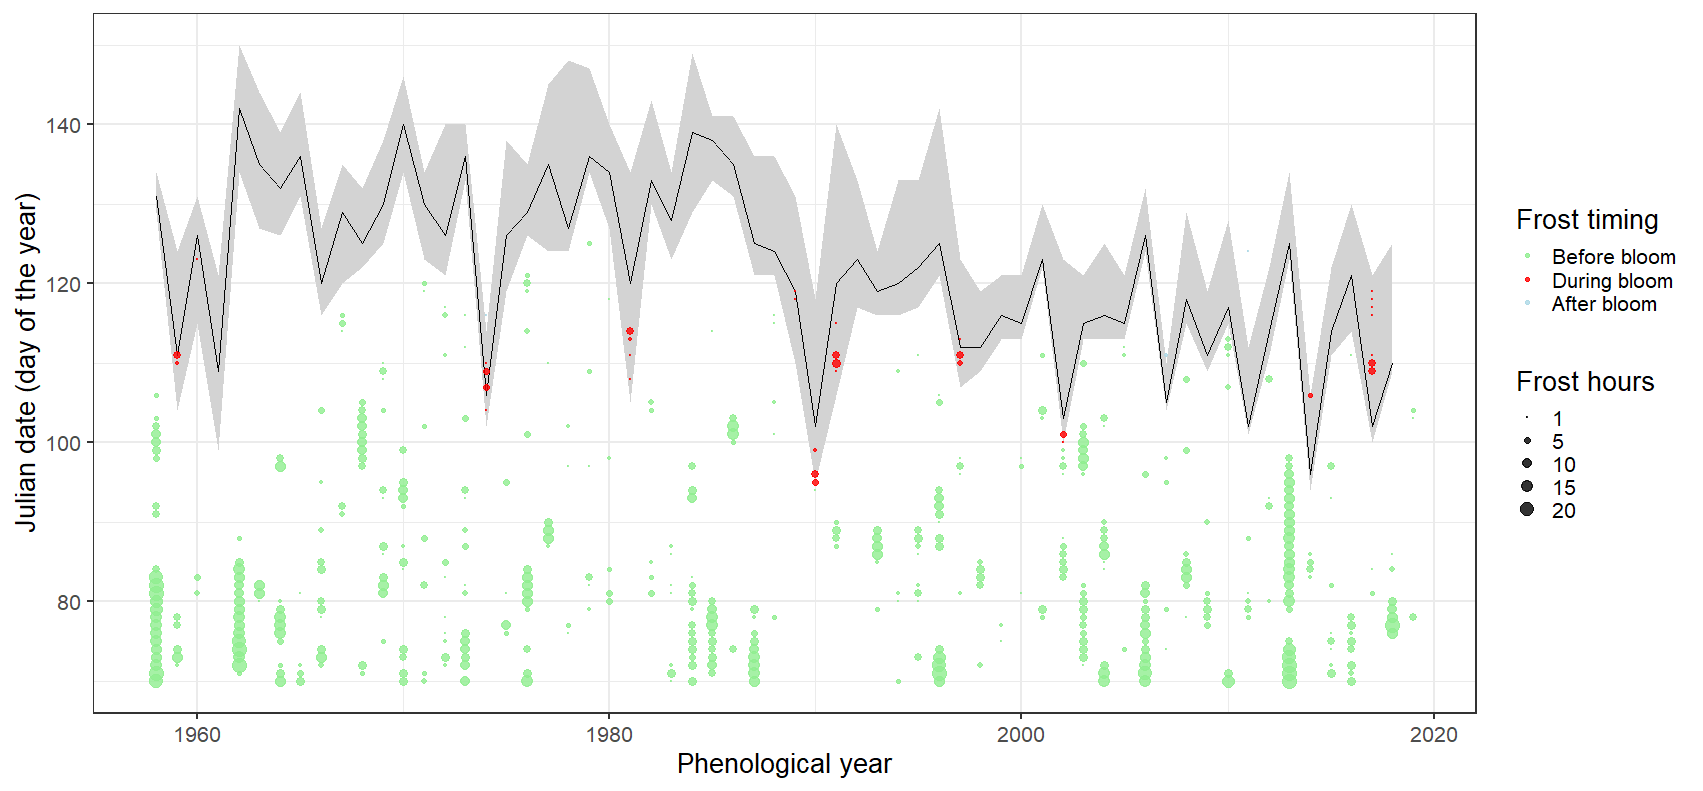 Julian date (day of the year)
140
120
100
80
1960
1980
2000
2020
Phenological year
Frost timing
Before bloom
During bloom
After bloom
Frost hours
1
5
10
15
20